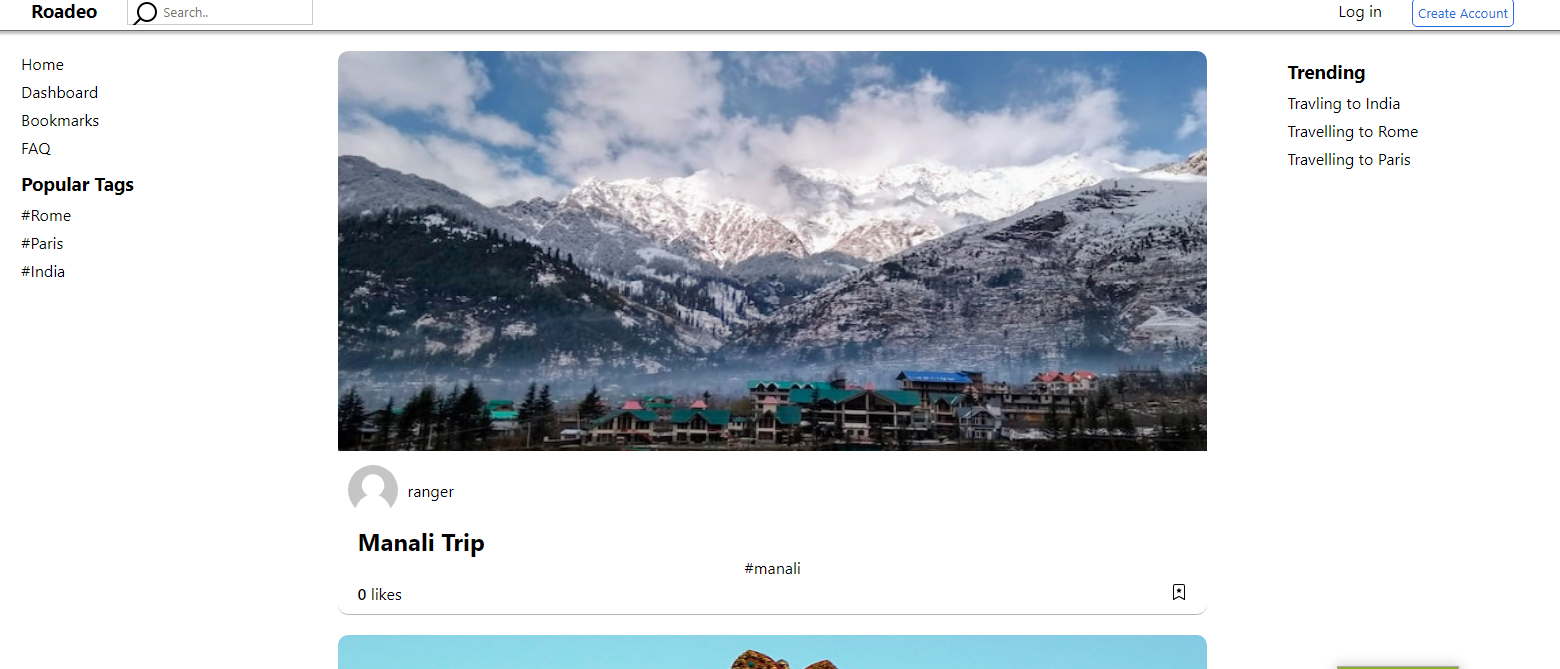 Roadeo
Search..
Log in
Create Account
Home
Dashboard
Bookmarks
FAQ
Popular Tags
#Rome
#Paris
#India
ranger
Manali Trip
#manali
0 likes
Trending
Travling to India
Travelling to Rome
Travelling to Paris